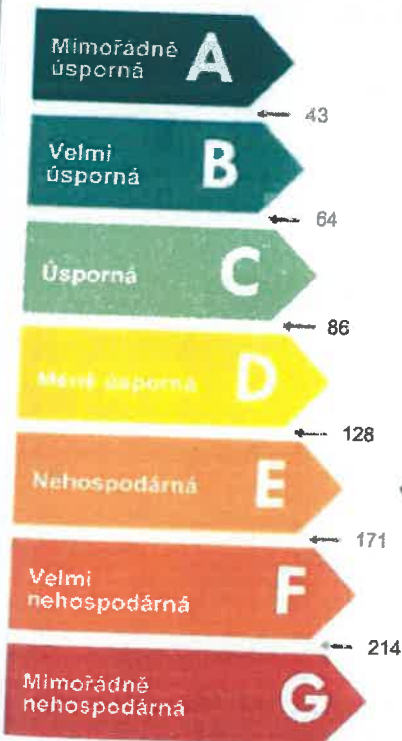 Mimořádně
úsporná A
43
Velmi
úsporná B
64
Úsporná C
86
Méně úsporná D
128
Nehospodárná E
171
Velmi
nehospodárná F
214
Mimořádně
nehospodárná G